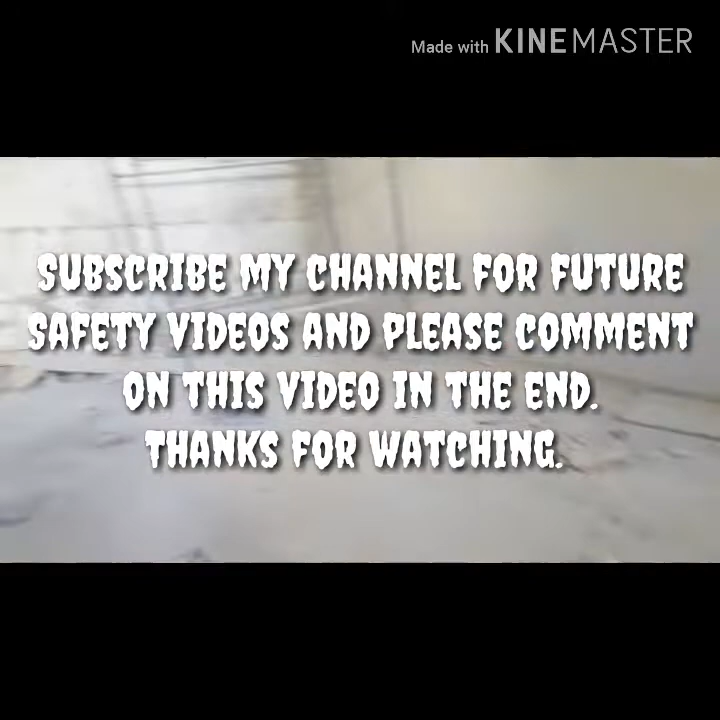 Made with KINEMASTER
SUBSCRIBE MY CHANNEL FOR FUTURE
SAFETY VIDEOS AND PLEASE COMMENT
ON THIS VIDEO IN THE END.
THANKS FOR WATCHING.